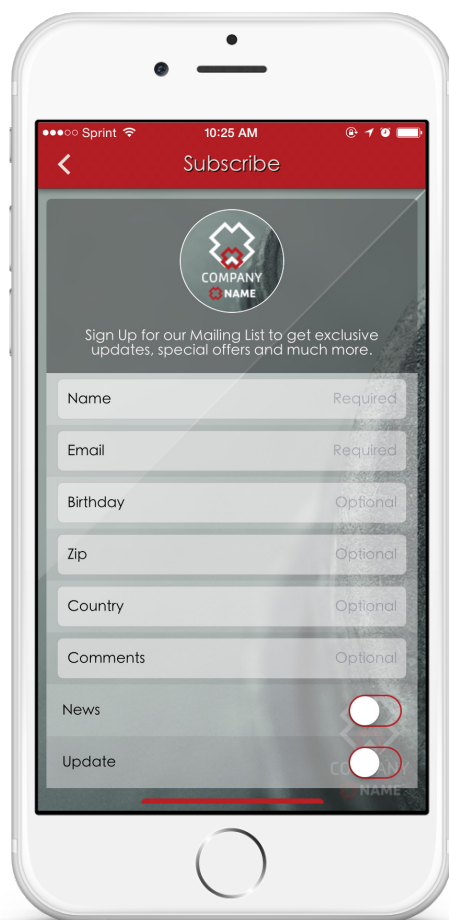 Sprint 10:25 AM
Subscribe
COMPANY
NAME
Sign Up for our Mailing List to get exclusive
updates, special offers and much more.
Name Required
Email Required
Birthday Optional
Zip Optional
Country Optional
Comments Optional
News
Update
COMPANY
NAME